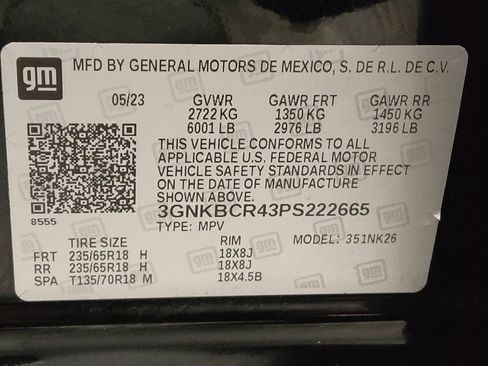 gm MFD BY GENERAL MOTORS DE MEXICO, S. DE R.L. DE C.V.
05/23 GVWR GAWR FRT GAWR RR
2722 KG 1350 KG 1450 KG
6001 LB 2976 LB 3196 LB
THIS VEHICLE CONFORMS TO ALL
APPLICABLE U.S. FEDERAL MOTOR
VEHICLE SAFETY STANDARDS IN EFFECT
ON THE DATE OF MANUFACTURE
SHOWN ABOVE.
8555 3GNKBCR43PS222665
TYPE: MPV MODEL: 351NK26
TIRE SIZE RIM
FRT 235/65R18 H 18X8J
RR 235/65R18 H 18X8J
SPA T135/70R18 M 18X4.5B